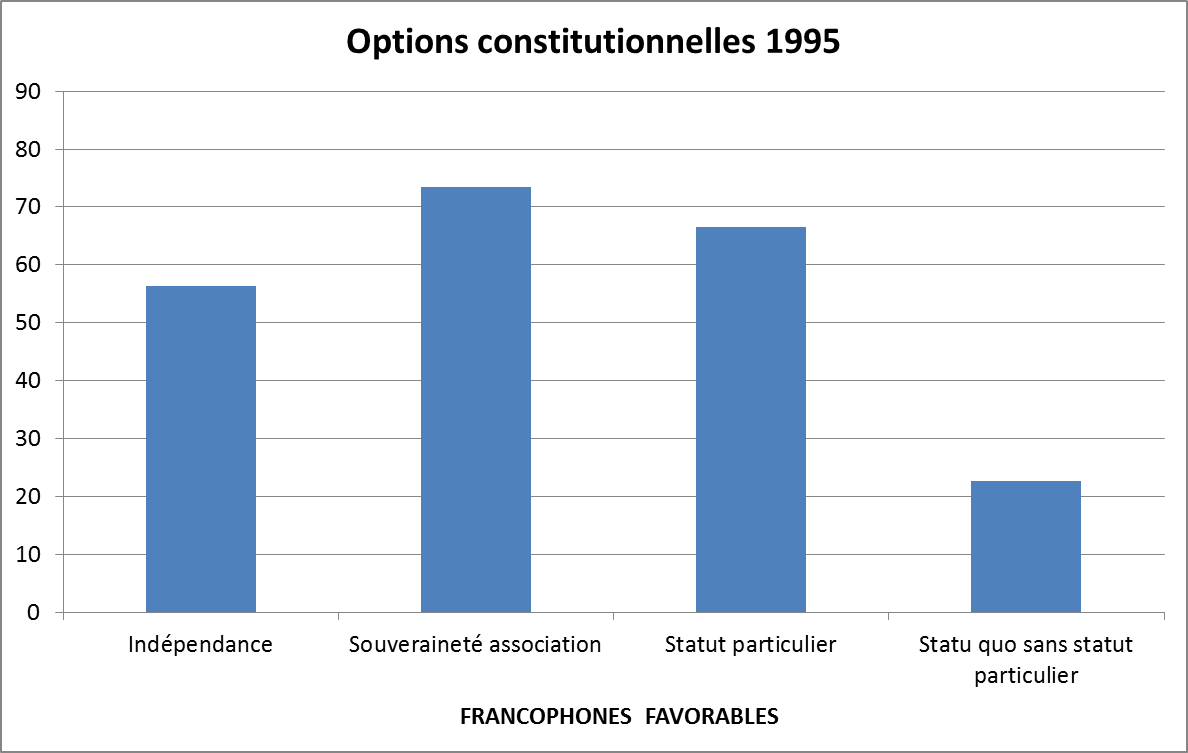 Options constitutionnelles 1995
90
80
70
60
50
40
30
20
10
0
Indépendance
Souveraineté association
Statut particulier
Statu quo sans statut
particulier
FRANCOPHONES FAVORABLES